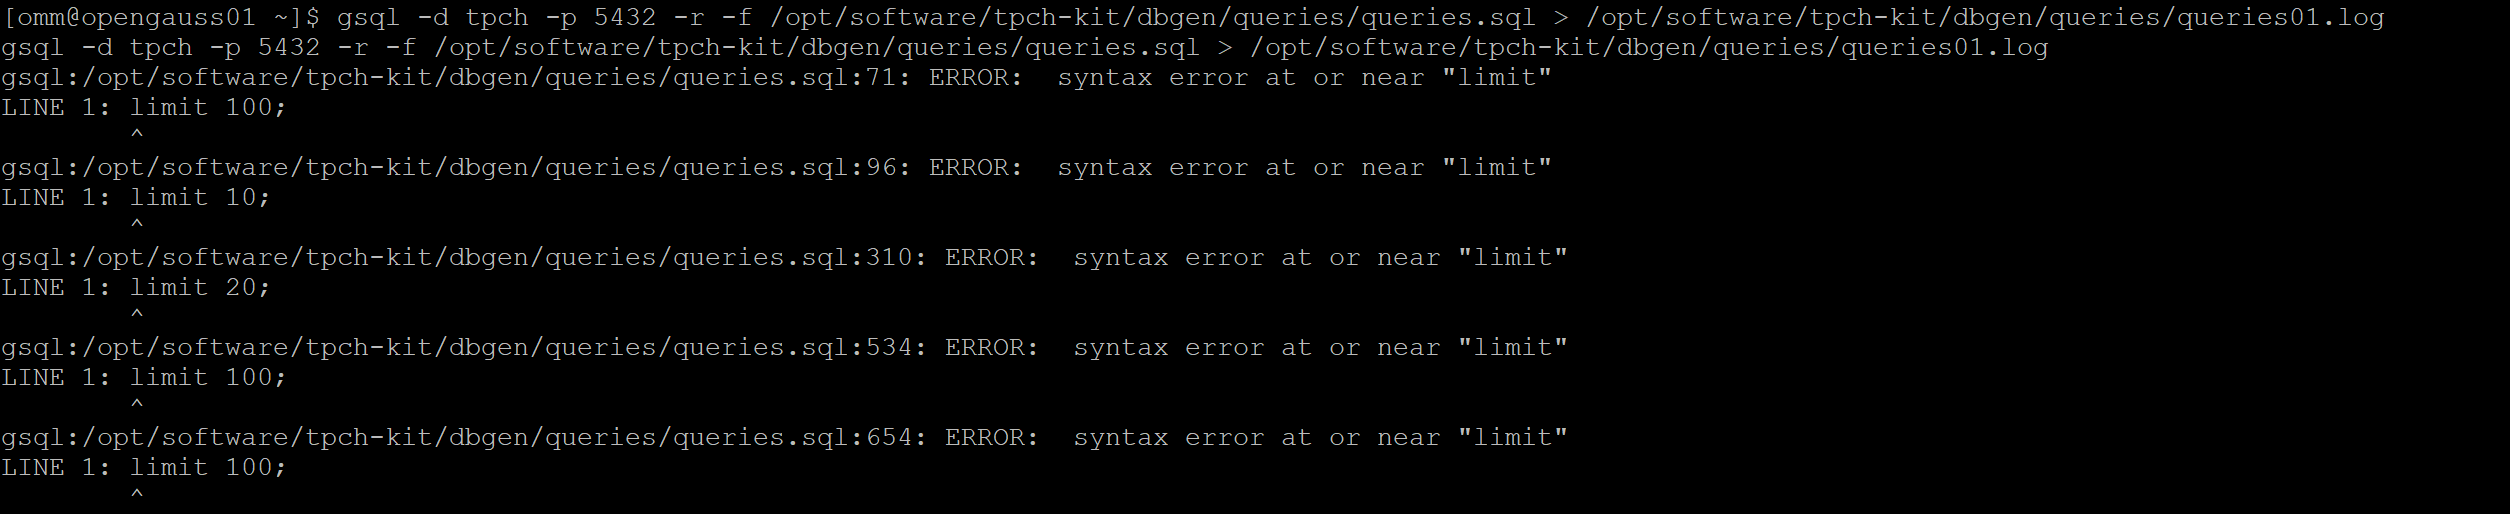 [omm@opengauss01 ~]$ gsql -d tpch -p 5432 -r -f /opt/software/tpch-kit/dbgen/queries/queries.sql > /opt/software/tpch-kit/dbgen/queries/queries01.log
gsql -d tpch -p 5432 -r -f /opt/software/tpch-kit/dbgen/queries/queries.sql > /opt/software/tpch-kit/dbgen/queries/queries01.log
gsql:/opt/software/tpch-kit/dbgen/queries/queries.sql:71: ERROR:  syntax error at or near "limit"
LINE 1: limit 100;
        ^
gsql:/opt/software/tpch-kit/dbgen/queries/queries.sql:96: ERROR:  syntax error at or near "limit"
LINE 1: limit 10;
        ^
gsql:/opt/software/tpch-kit/dbgen/queries/queries.sql:310: ERROR:  syntax error at or near "limit"
LINE 1: limit 20;
        ^
gsql:/opt/software/tpch-kit/dbgen/queries/queries.sql:534: ERROR:  syntax error at or near "limit"
LINE 1: limit 100;
        ^
gsql:/opt/software/tpch-kit/dbgen/queries/queries.sql:654: ERROR:  syntax error at or near "limit"
LINE 1: limit 100;
        ^